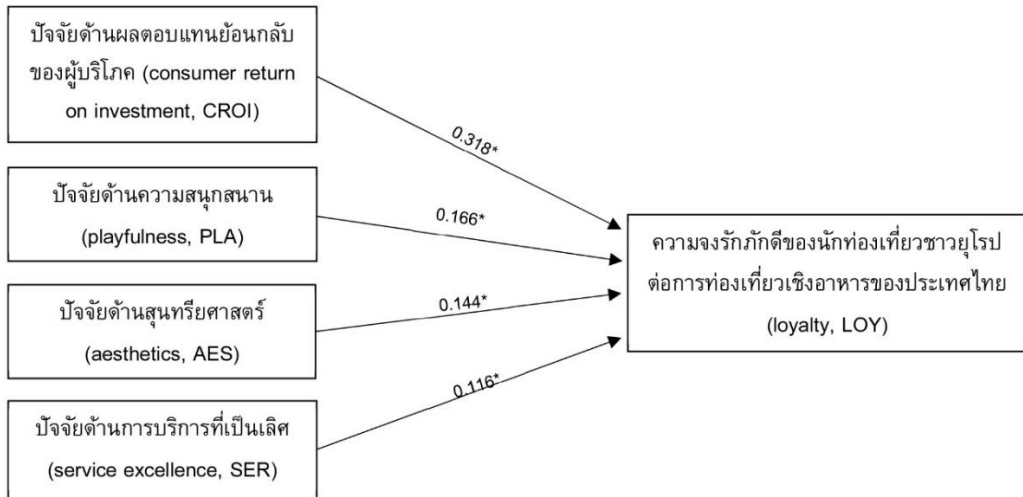 ปัจจัยด้านผลตอบแทนย้อนกลับ
ของผู้บริโภค (consumer return
on investment, CROI)
0.318*
ปัจจัยด้านความสนุกสนาน
(playfulness, PLA)
0.166*
ความจงรักภักดีของนักท่องเที่ยวชาวยุโรป
ต่อการท่องเที่ยวเชิงอาหารของประเทศไทย
(loyalty, LOY)
ปัจจัยด้านสุนทรียศาสตร์
(aesthetics, AES)
0.144*
ปัจจัยด้านการบริการที่เป็นเลิศ
(service excellence, SER)
0.116*